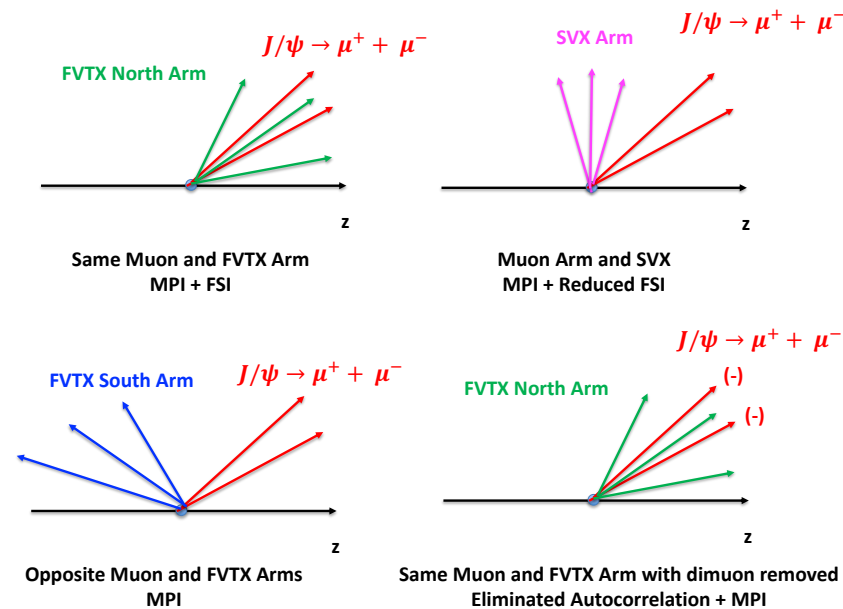 J/ψ → μ⁺ + μ⁻
FVTX North Arm
z
Same Muon and FVTX Arm
MPI + FSI
J/ψ → μ⁺ + μ⁻
SVX Arm
z
Muon Arm and SVX
MPI + Reduced FSI
J/ψ → μ⁺ + μ⁻
FVTX South Arm
z
Opposite Muon and FVTX Arms
MPI
J/ψ → μ⁺ + μ⁻
(-)
FVTX North Arm
(-)
z
Same Muon and FVTX Arm with dimuon removed
Eliminated Autocorrelation + MPI